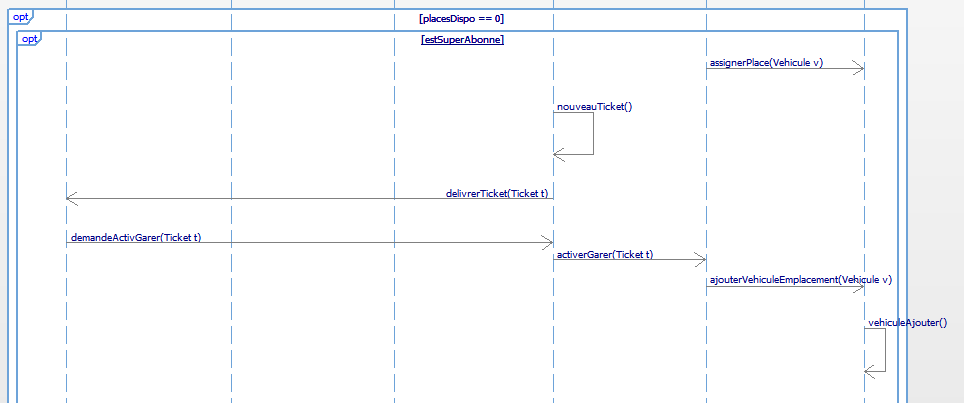 opt
[placesDispo == 0]
opt
[estSuperAbonne]
assignerPlace(Vehicule v)
nouveauTicket()
delivrerTicket(Ticket t)
demandeActivGarer(Ticket t)
activerGarer(Ticket t)
ajouterVehiculeEmplacement(Vehicule v)
vehiculeAjouter()